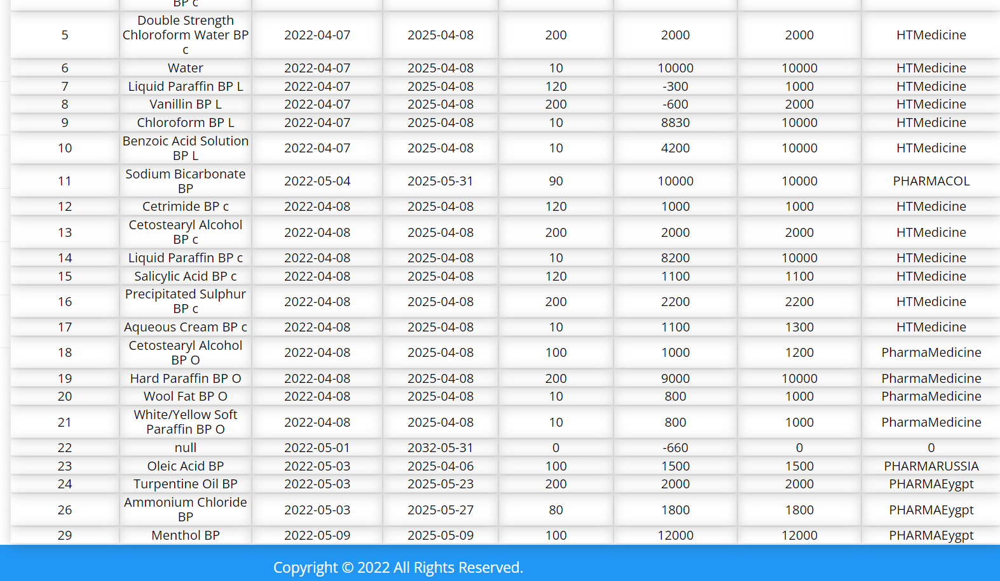 BP c
5 Double Strength Chloroform Water BP c 2022-04-07 2025-04-08 200 2000 2000 HTMedicine
6 Water 2022-04-07 2025-04-08 10 10000 10000 HTMedicine
7 Liquid Paraffin BP L 2022-04-07 2025-04-08 120 -300 1000 HTMedicine
8 Vanillin BP L 2022-04-07 2025-04-08 200 -600 2000 HTMedicine
9 Chloroform BP L 2022-04-07 2025-04-08 10 8830 10000 HTMedicine
10 Benzoic Acid Solution BP L 2022-04-07 2025-04-08 10 4200 10000 HTMedicine
11 Sodium Bicarbonate BP 2022-05-04 2025-05-31 90 10000 10000 PHARMACOL
12 Cetrimide BP c 2022-04-08 2025-04-08 120 1000 1000 HTMedicine
13 Cetostearyl Alcohol BP c 2022-04-08 2025-04-08 200 2000 2000 HTMedicine
14 Liquid Paraffin BP c 2022-04-08 2025-04-08 10 8200 10000 HTMedicine
15 Salicylic Acid BP c 2022-04-08 2025-04-08 120 1100 1100 HTMedicine
16 Precipitated Sulphur BP c 2022-04-08 2025-04-08 200 2200 2200 HTMedicine
17 Aqueous Cream BP c 2022-04-08 2025-04-08 10 1100 1300 HTMedicine
18 Cetostearyl Alcohol BP O 2022-04-08 2025-04-08 100 1000 1200 PharmaMedicine
19 Hard Paraffin BP O 2022-04-08 2025-04-08 200 9000 10000 PharmaMedicine
20 Wool Fat BP O 2022-04-08 2025-04-08 10 800 1000 PharmaMedicine
21 White/Yellow Soft Paraffin BP O 2022-04-08 2025-04-08 10 800 1000 PharmaMedicine
22 null 2022-05-01 2032-05-31 0 -660 0 0
23 Oleic Acid BP 2022-05-03 2025-04-06 100 1500 1500 PHARMARUSSIA
24 Turpentine Oil BP 2022-05-03 2025-05-23 200 2000 2000 PHARMAEygpt
26 Ammonium Chloride BP 2022-05-03 2025-05-27 80 1800 1800 PHARMAEygpt
29 Menthol BP 2022-05-09 2025-05-09 100 12000 12000 PHARMAEygpt
Copyright © 2022 All Rights Reserved.